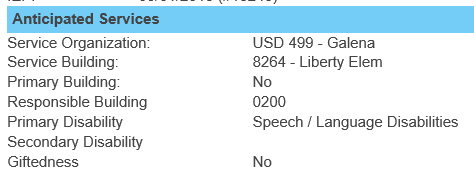 Anticipated Services
Service Organization: USD 499 - Galena
Service Building: 8264 - Liberty Elem
Primary Building: No
Responsible Building 0200
Primary Disability Speech / Language Disabilities
Secondary Disability
Giftedness No